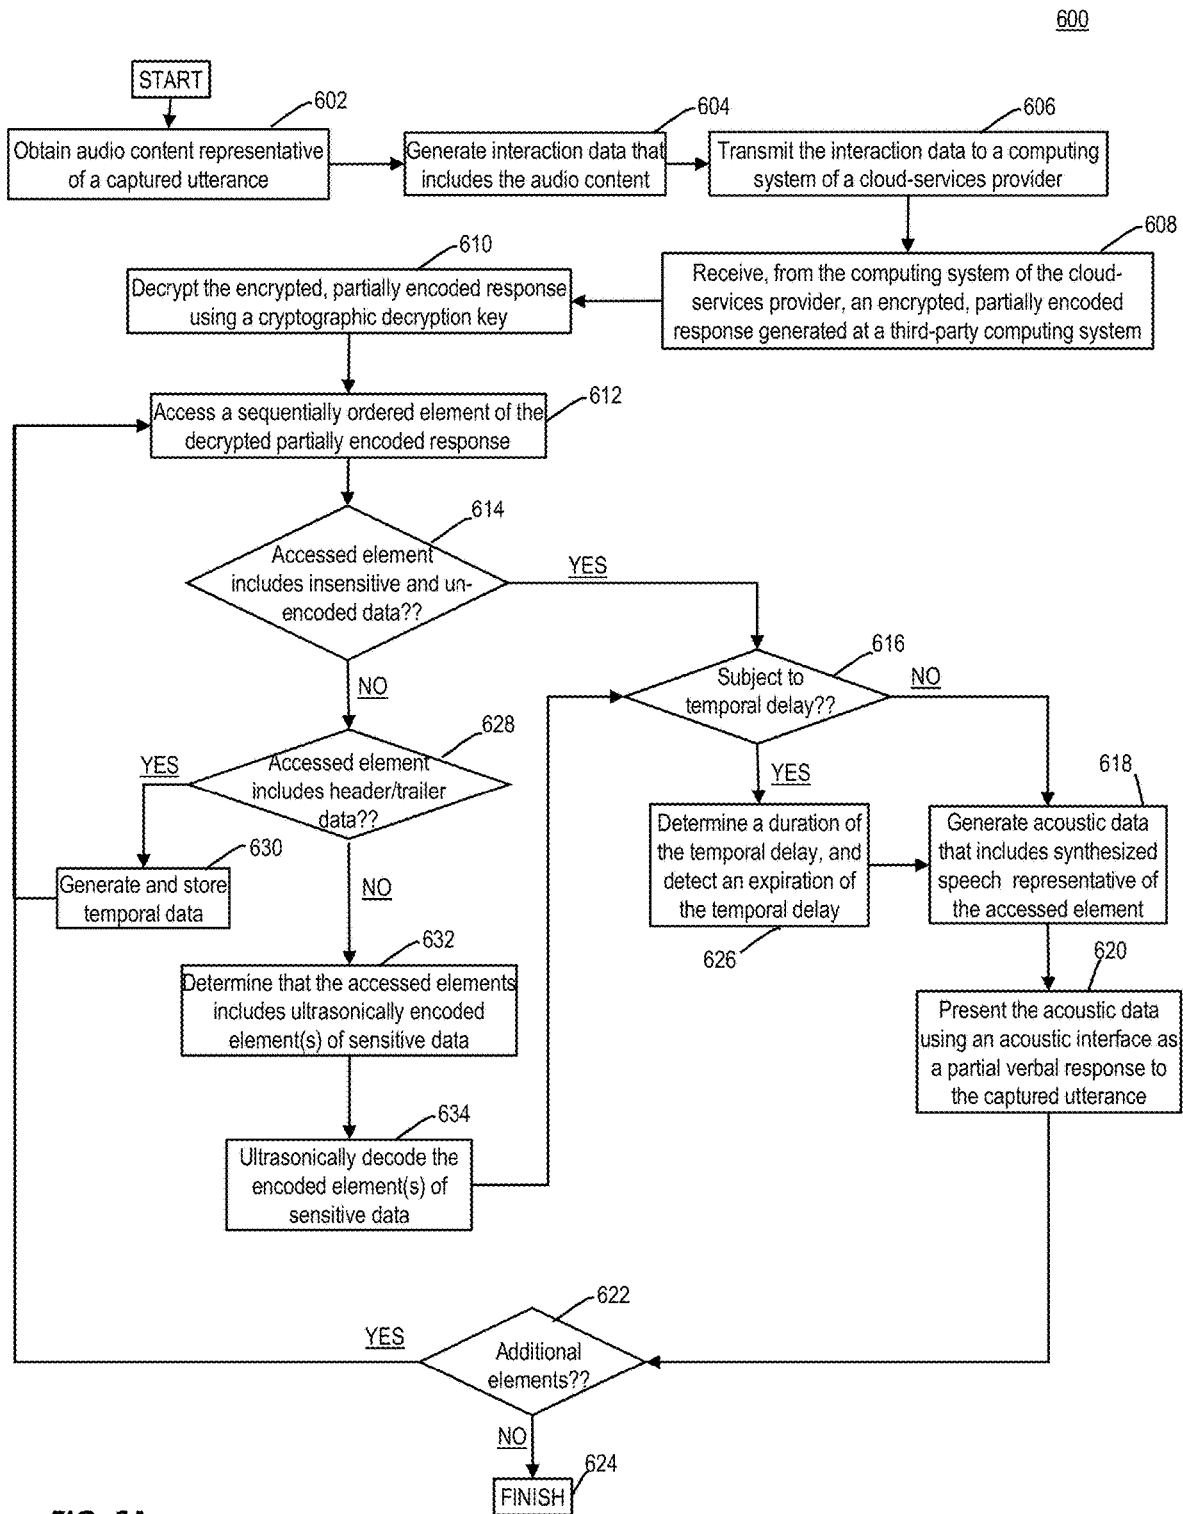 600
START
602
Obtain audio content representative
of a captured utterance
604
Generate interaction data that
includes the audio content
606
Transmit the interaction data to a computing
system of a cloud-services provider
608
Receive, from the computing system of the cloud-
services provider, an encrypted, partially encoded
response generated at a third-party computing system
610
Decrypt the encrypted, partially encoded response
using a cryptographic decryption key
612
Access a sequentially ordered element of the
decrypted partially encoded response
614
Accessed element
includes insensitive and un-
encoded data??
YES
NO
616
Subject to
temporal delay??
NO
YES
618
Generate acoustic data
that includes synthesized
speech representative of
the accessed element
Determine a duration of
the temporal delay, and
detect an expiration of
the temporal delay
626
620
Present the acoustic data
using an acoustic interface as
a partial verbal response to
the captured utterance
628
Accessed element
includes header/trailer
data??
YES
NO
630
Generate and store
temporal data
632
Determine that the accessed elements
includes ultrasonically encoded
element(s) of sensitive data
634
Ultrasonically decode the
encoded element(s) of
sensitive data
622
Additional
elements??
YES
NO
624
FINISH